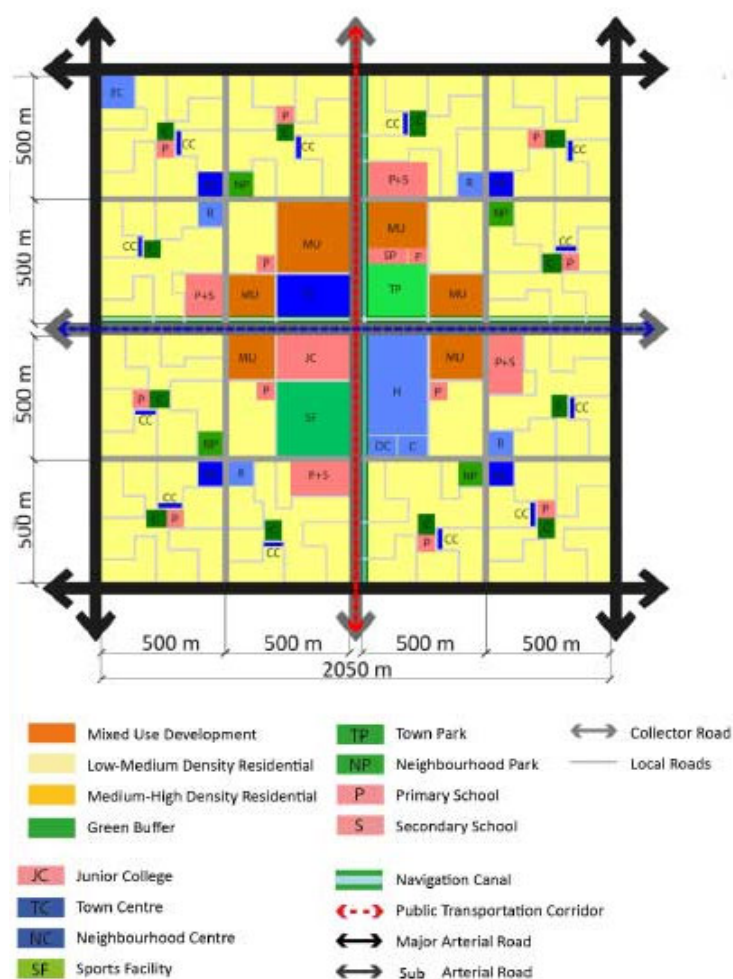 P
CC
CC
P
CC
P
CC
500 m
P+S
R
NP
R
NP
MU
MU
CC
CC
P
SP
P
P
P+S
MU
TP
MU
500 m
MU
JC
MU
P+S
H
P
P
SF
P
CC
CC
NP
OC
C
R
500 m
R
P+S
NP
CC
P
P
CC
CC
P
CC
500 m
500 m
500 m
500 m
500 m
2050 m
Mixed Use Development
Low-Medium Density Residential
Medium-High Density Residential
Green Buffer
TP Town Park
NP Neighbourhood Park
P Primary School
S Secondary School
Collector Road
Local Roads
JC Junior College
TC Town Centre
NC Neighbourhood Centre
SF Sports Facility
Navigation Canal
Public Transportation Corridor
Major Arterial Road
Sub Arterial Road